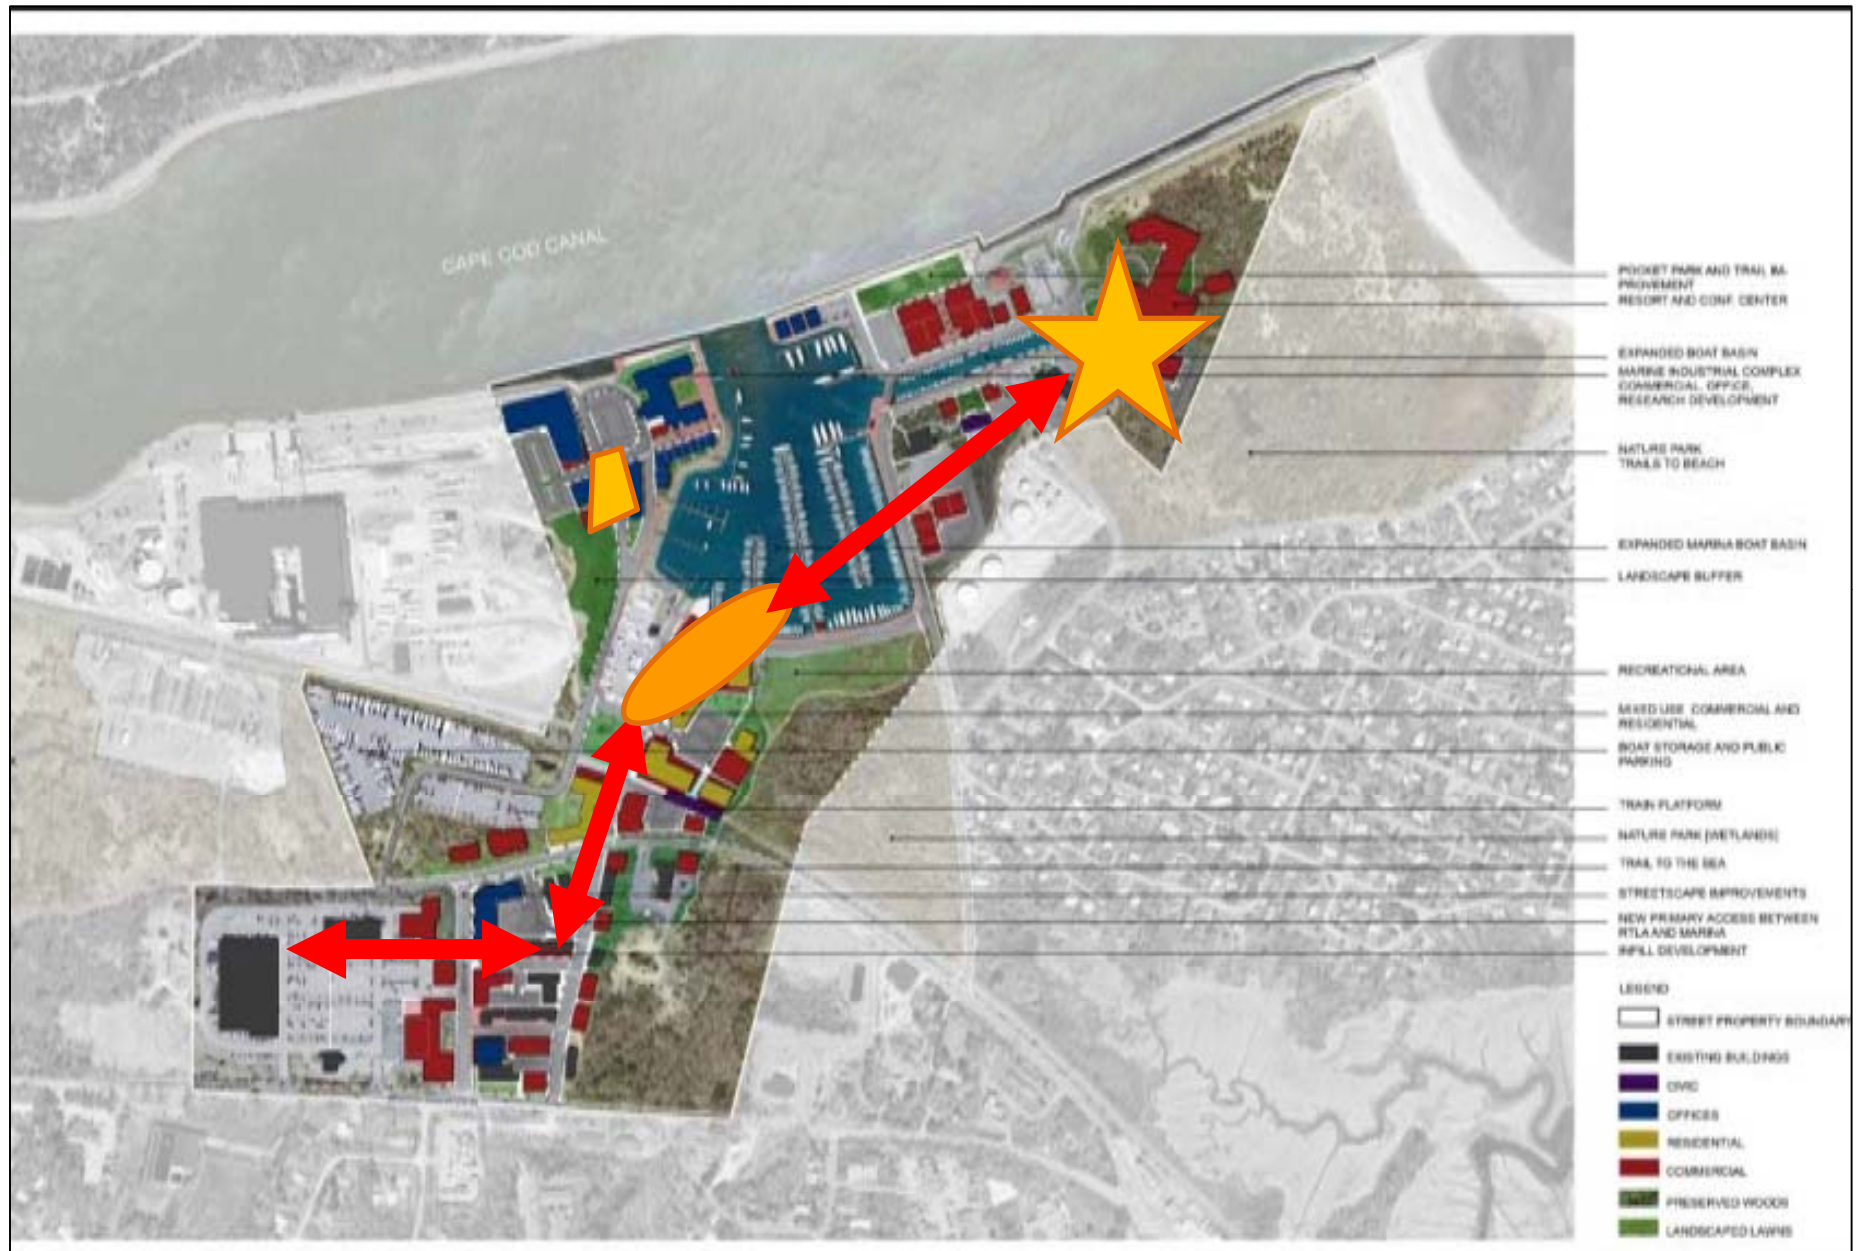 CAPE COD CANAL
POCKET PARK AND TRAIL IM-
PROVEMENT
RESORT AND CONF. CENTER
EXPANDED BOAT BASIN
MARINE INDUSTRIAL COMPLEX
COMMERCIAL, OFFICE,
RESEARCH DEVELOPMENT
NATURE PARK
TRAILS TO BEACH
EXPANDED MARINA BOAT BASIN
LANDSCAPE BUFFER
RECREATIONAL AREA
MIXED USE COMMERCIAL AND
RESIDENTIAL
BOAT STORAGE AND PUBLIC
PARKING
TRAIN PLATFORM
NATURE PARK (WETLANDS)
TRAIL TO THE SEA
STREETSCAPE IMPROVEMENTS
NEW PRIMARY ACCESS BETWEEN
RTLA AND MARINA
INFILL DEVELOPMENT
LEGEND
STREET PROPERTY BOUNDARY
EXISTING BUILDINGS
CIVIC
OFFICES
RESIDENTIAL
COMMERCIAL
PRESERVED WOODS
LANDSCAPED LAWNS